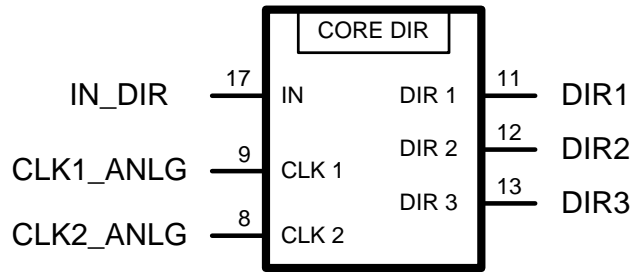 CORE DIR
IN_DIR 17 IN DIR 1 11 DIR1
DIR 2 12 DIR2
CLK1_ANLG 9 CLK 1
DIR 3 13 DIR3
CLK2_ANLG 8 CLK 2